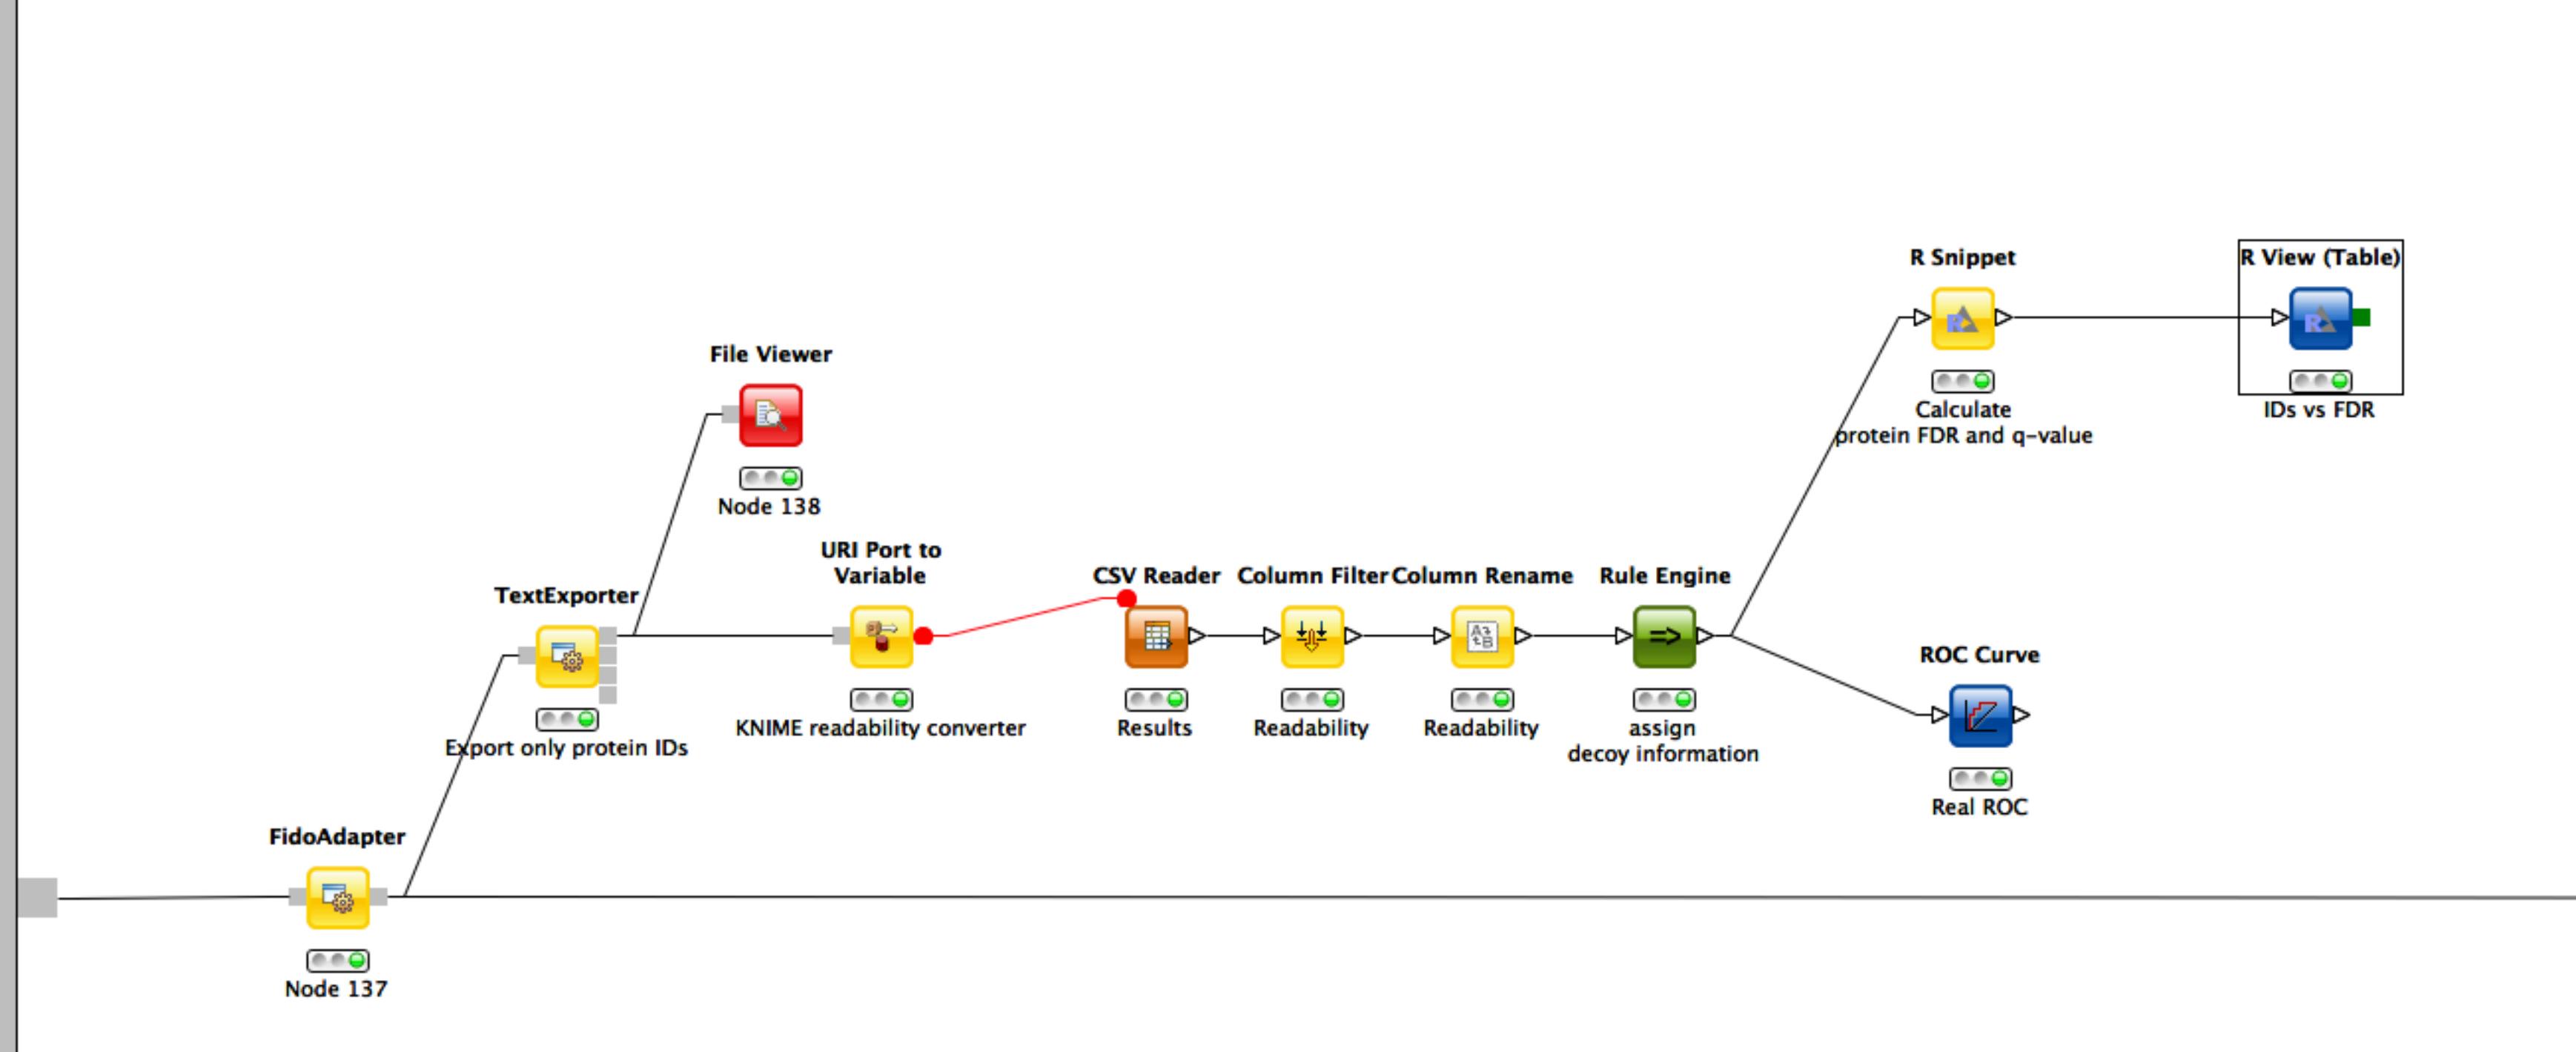 R Snippet
R View (Table)
Calculate
protein FDR and q-value
IDs vs FDR
File Viewer
Node 138
URI Port to
Variable
KNIME readability converter
TextExporter
Export only protein IDs
CSV Reader
Results
Column Filter
Readability
Column Rename
Readability
Rule Engine
assign
decoy information
ROC Curve
Real ROC
FidoAdapter
Node 137